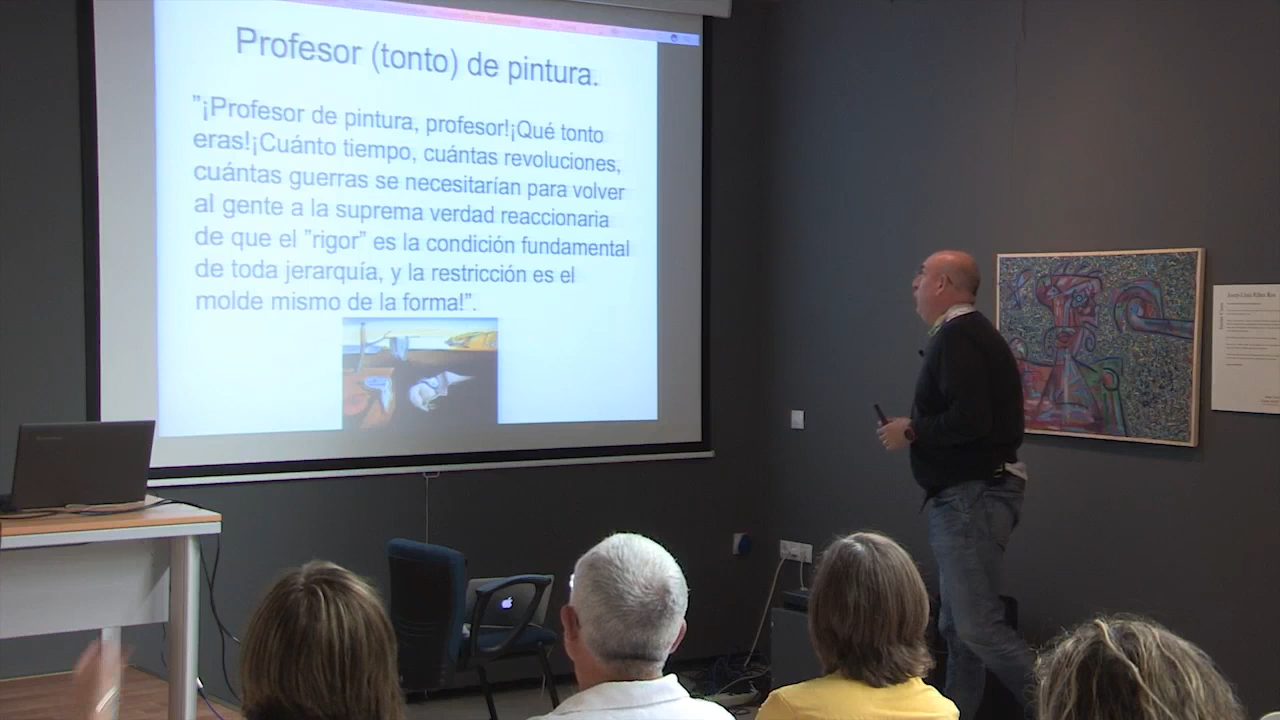 Profesor (tonto) de pintura.
"¡Profesor de pintura, profesor!¡Qué tonto
eras!¡Cuánto tiempo, cuántas revoluciones,
cuántas guerras se necesitarían para volver
al gente a la suprema verdad reaccionaria
de que el "rigor" es la condición fundamental
de toda jerarquía, y la restricción es el
molde mismo de la forma!".